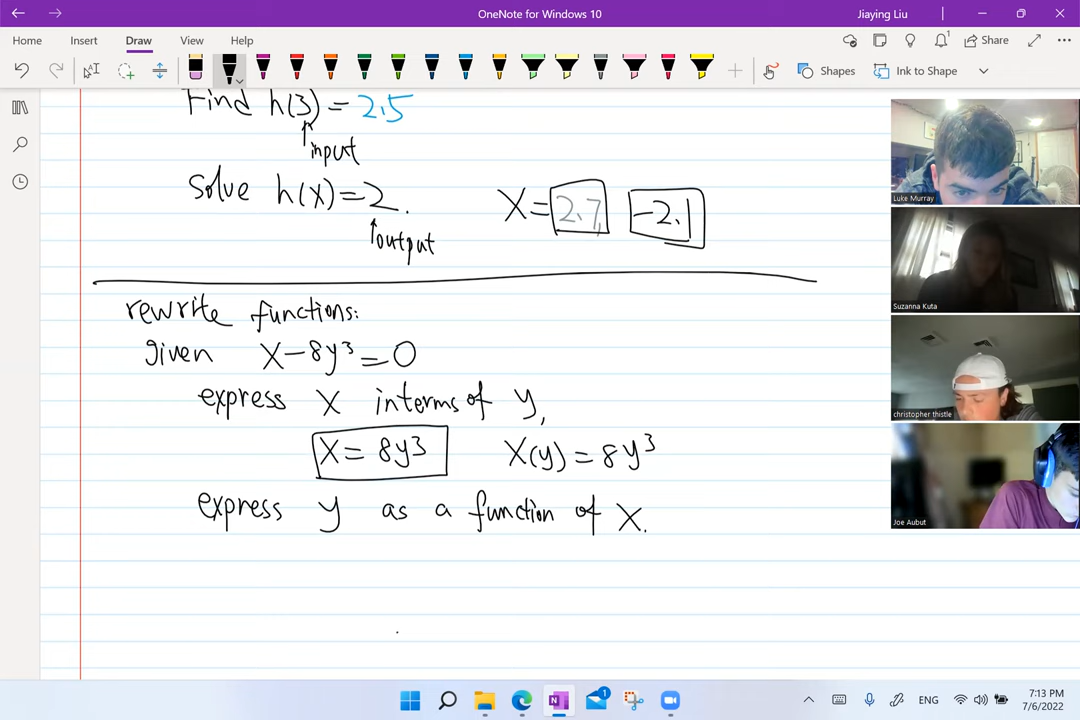 OneNote for Windows 10
Jiaying Liu
Home Insert Draw View Help
Share
Shapes
Ink to Shape
Find h(3) = 2.5
input
Solve h(x) = 2.
X = 2.7, -2.1
output
rewrite functions:
given X - 8y³ = 0
express X interms of y,
X = 8y³ X(y) = 8y³
express y as a function of X.
Luke Murray
Suzanna Kuta
christopher thistle
Joe Aubut
1
ENG
7:13 PM
7/6/2022